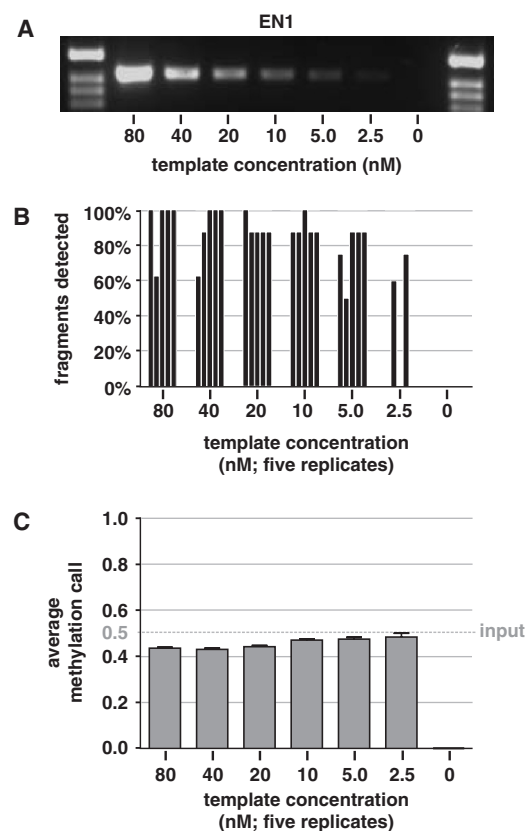 A
EN1
80 40 20 10 5.0 2.5 0
template concentration (nM)
B
fragments detected
100%
80%
60%
40%
20%
0%
80 40 20 10 5.0 2.5 0
template concentration
(nM; five replicates)
C
average
methylation call
1.0
0.8
0.6
0.5
input
0.4
0.2
0.0
80 40 20 10 5.0 2.5 0
template concentration
(nM; five replicates)